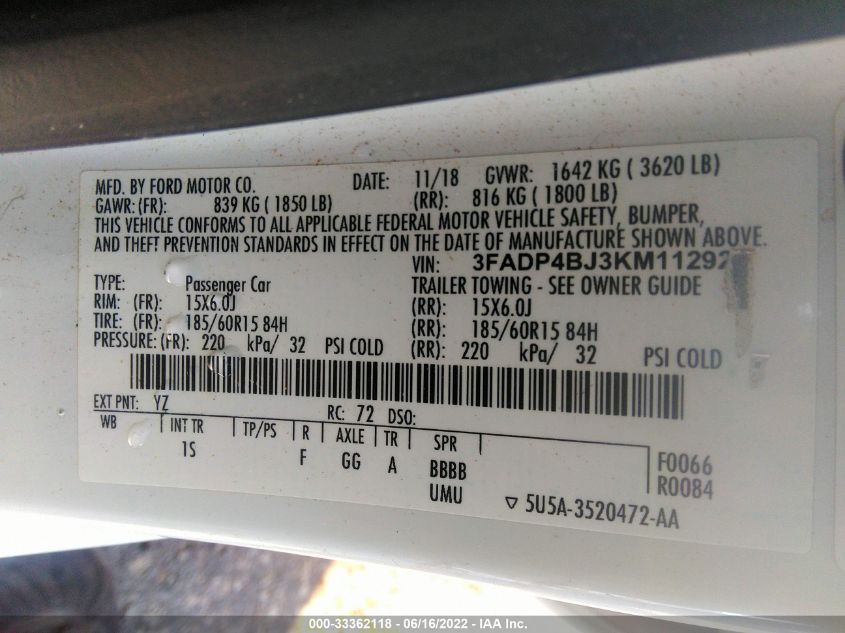 MFD. BY FORD MOTOR CO. DATE: 11/18 GVWR: 1642 KG ( 3620 LB)
GAWR:(FR): 839 KG ( 1850 LB) (RR): 816 KG ( 1800 LB)
THIS VEHICLE CONFORMS TO ALL APPLICABLE FEDERAL MOTOR VEHICLE SAFETY, BUMPER,
AND THEFT PREVENTION STANDARDS IN EFFECT ON THE DATE OF MANUFACTURE SHOWN ABOVE.
VIN: 3FADP4BJ3KM11292
TYPE: Passenger Car TRAILER TOWING - SEE OWNER GUIDE
RIM: (FR): 15X6.0J (RR): 15X6.0J
TIRE: (FR): 185/60R15 84H (RR): 185/60R15 84H
PRESSURE: (FR): 220 kPa/ 32 PSI COLD (RR): 220 kPa/ 32 PSI COLD
EXT PNT: YZ RC: 72 DSO:
WB INT TR TP/PS R AXLE TR SPR
1S F GG A BBBB F0066
UMU R0084
▽ 5U5A-3520472-AA
000-33362118 - 06/16/2022 - IAA Inc.